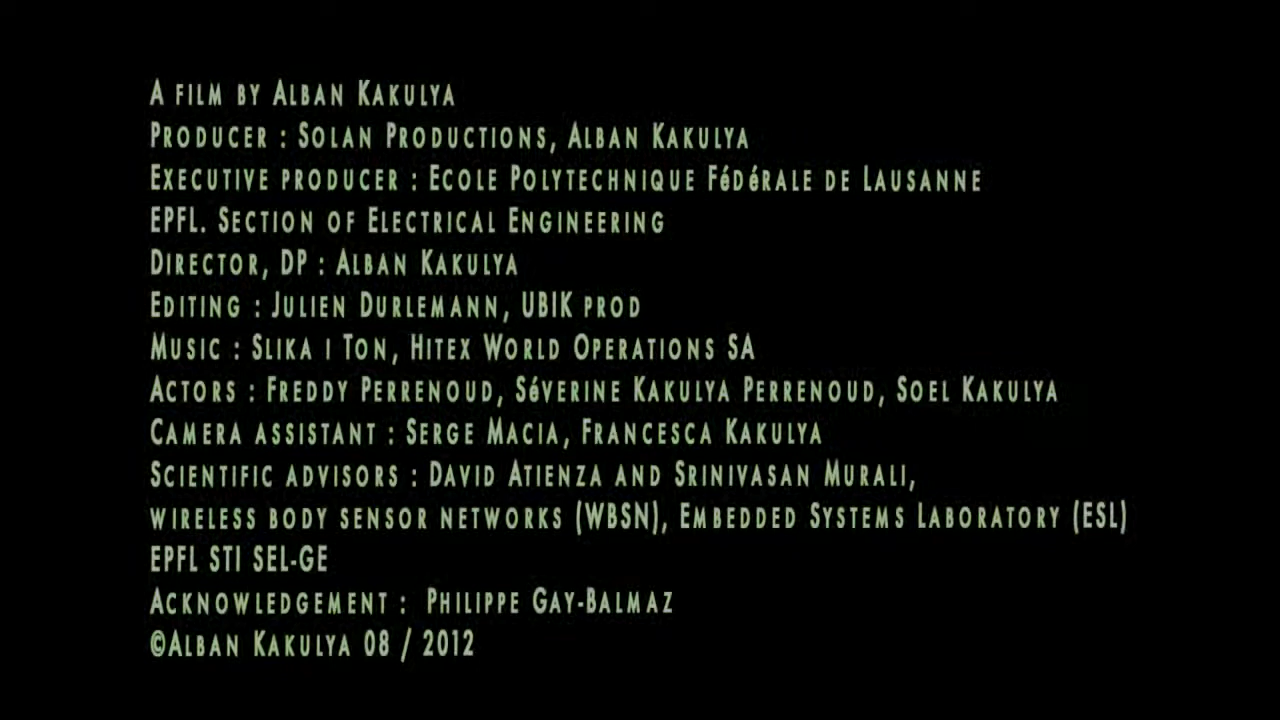 A film by Alban Kakulya
Producer : Solan Productions, Alban Kakulya
Executive producer : Ecole Polytechnique Fédérale de Lausanne
EPFL. Section of Electrical Engineering
Director, DP : Alban Kakulya
Editing : Julien Durlemann, UBIK prod
Music : Slika i Ton, Hitex World Operations SA
Actors : Freddy Perrenoud, Séverine Kakulya Perrenoud, Soel Kakulya
Camera assistant : Serge Macia, Francesca Kakulya
Scientific advisors : David Atienza and Srinivasan Murali,
wireless body sensor networks (WBSN), Embedded Systems Laboratory (ESL)
EPFL STI SEL-GE
Acknowledgement :  Philippe Gay-Balmaz
©Alban Kakulya 08 / 2012